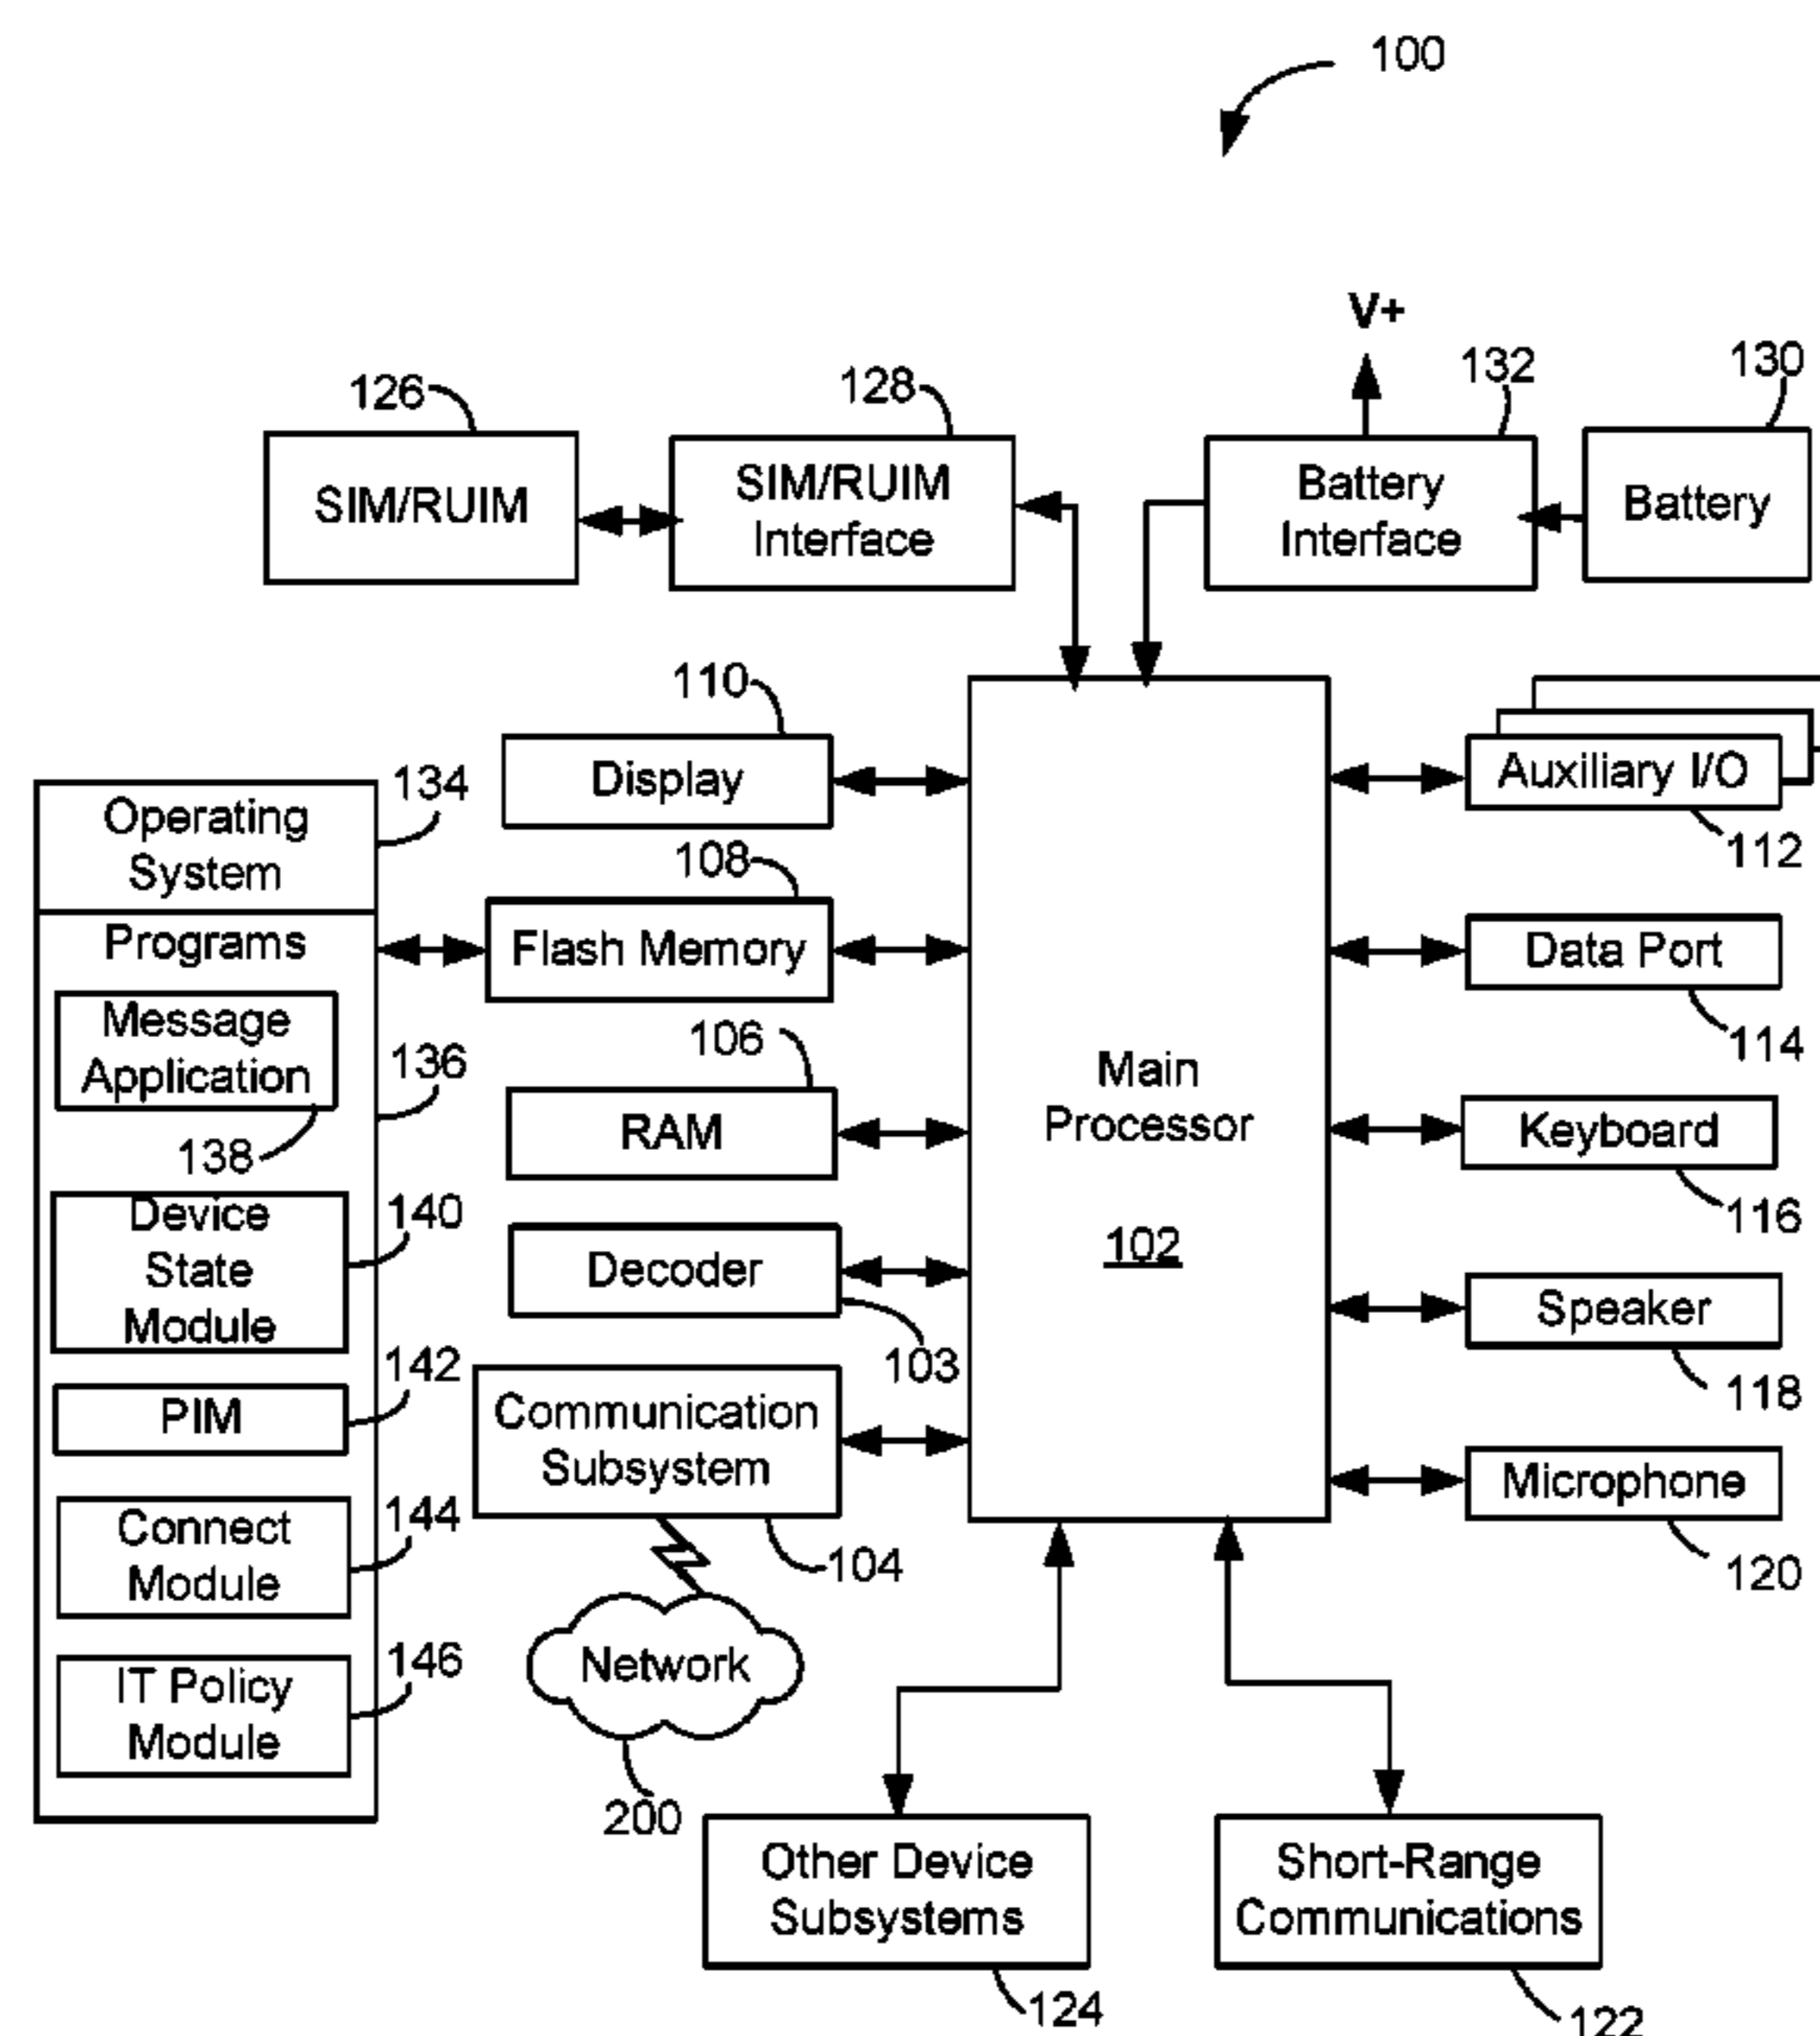 100
V+
126
128
132
130
SIM/RUIM
SIM/RUIM
Interface
Battery
Interface
Battery
110
Display
134
Operating
System
108
Programs
Flash Memory
Message
Application
138
136
106
RAM
Device
State
Module
140
Decoder
103
PIM
142
Communication
Subsystem
104
Connect
Module
144
IT Policy
Module
146
Network
200
Main
Processor
102
Auxiliary I/O
112
Data Port
114
Keyboard
116
Speaker
118
Microphone
120
Other Device
Subsystems
124
Short-Range
Communications
122